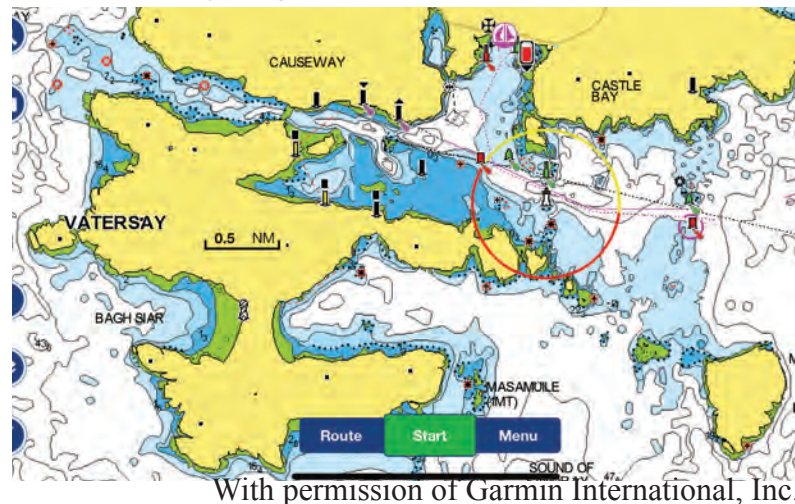 CAUSEWAY
CASTLE
BAY
VATERSAY
0.5 NM
BAGH SIAR
MASAMUILE
(1MT)
Route
Start
Menu
SOUND OF
With permission of Garmin International, Inc.